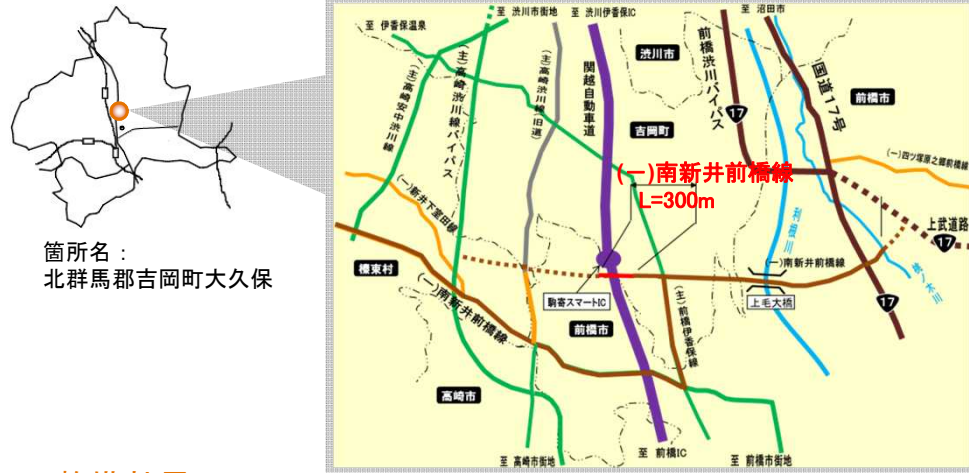 箇所名：
北群馬郡吉岡町大久保
至 伊香保温泉
至 渋川市街地
至 渋川伊香保IC
至 沼田市
(主)高崎安中渋川線
(主)高崎渋川線バイパス
(主)高崎渋川線(旧道)
関越自動車道
渋川市
吉岡町
前橋渋川バイパス
17
国道17号
前橋市
(一)四ツ塚原之郷前橋線
(一)南新井前橋線
L=300m
(一)新井下室田線
利根川
上武道路
17
榛東村
(一)南新井前橋線
駒寄スマートIC
(一)南新井前橋線
上毛大橋
桃ノ木川
17
前橋市
(主)前橋伊香保線
高崎市
至 高崎市街地
至 前橋IC
至 前橋市街地